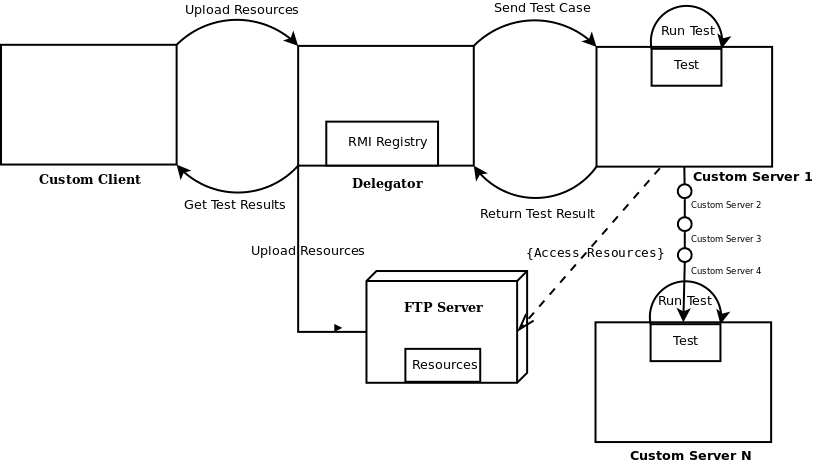 Upload Resources
Send Test Case
Run Test
Test
RMI Registry
Custom Client
Delegator
Custom Server 1
Get Test Results
Return Test Result
Custom Server 2
Custom Server 3
Custom Server 4
Upload Resources
{Access Resources}
FTP Server
Resources
Run Test
Test
Custom Server N